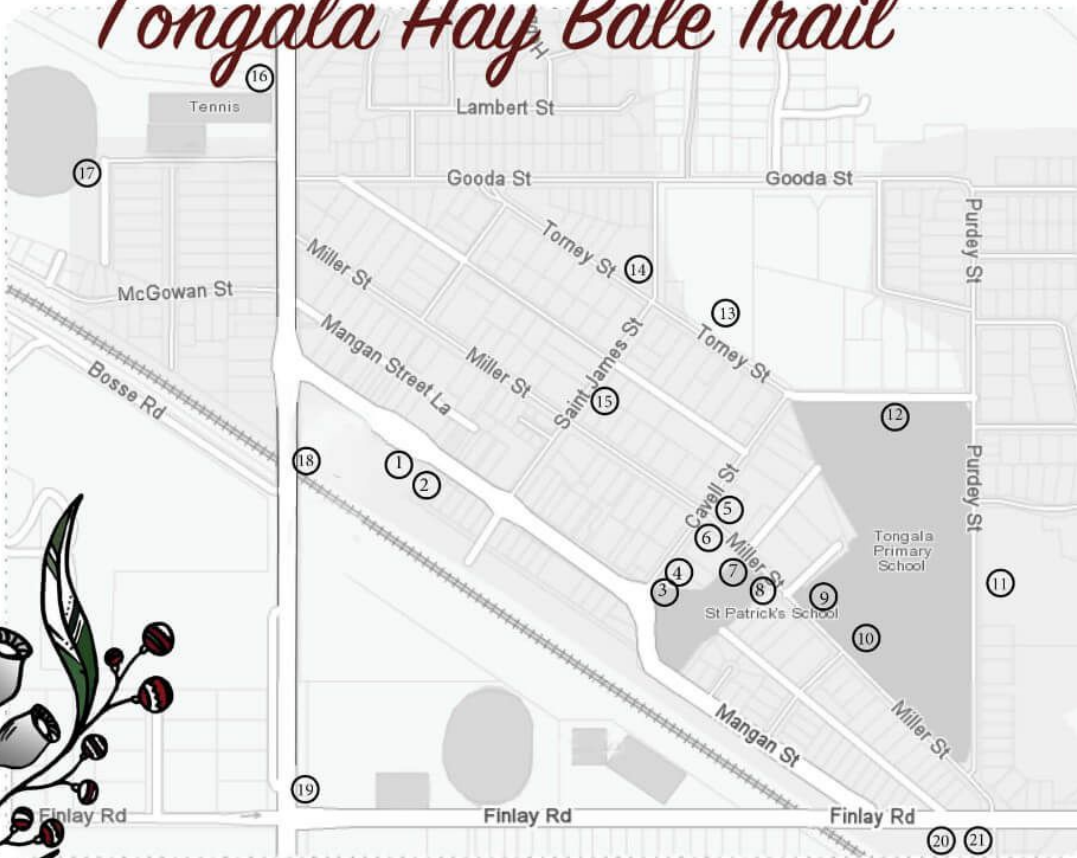 Tongala Hay Bale Trail
16
Tennis
Lambert St
17
Gooda St
Gooda St
Purdey St
Torney St
14
Miller St
McGowan St
13
Torney St
Mangan Street La
Miller St
Saint James St
15
Bosse Rd
12
18
1
2
Purdey St
Cavell St
5
6
Miller St
Tongala
Primary
School
4
3
7
8
9
11
St Patrick's School
10
Miller St
Mangan St
19
Finlay Rd
Finlay Rd
Finlay Rd
20
21